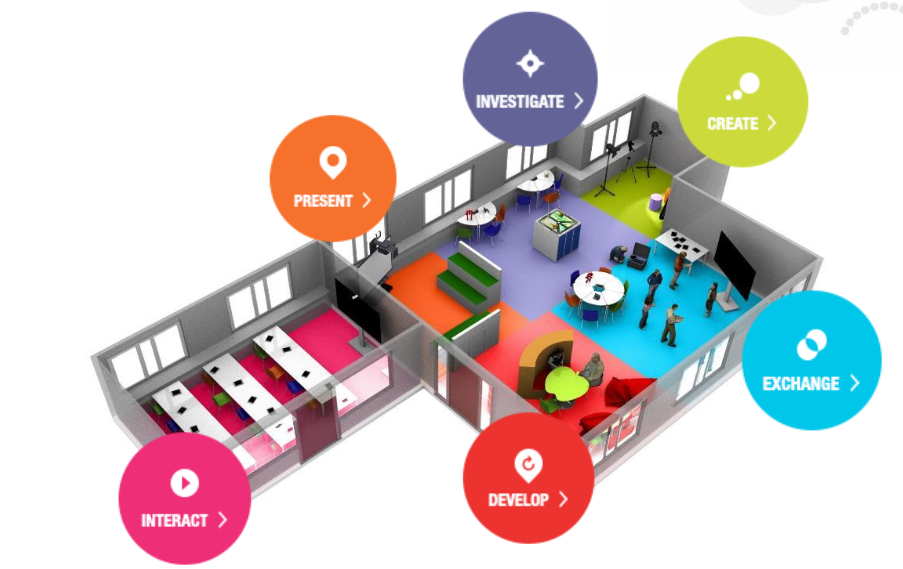 INVESTIGATE
CREATE
PRESENT
EXCHANGE
DEVELOP
INTERACT